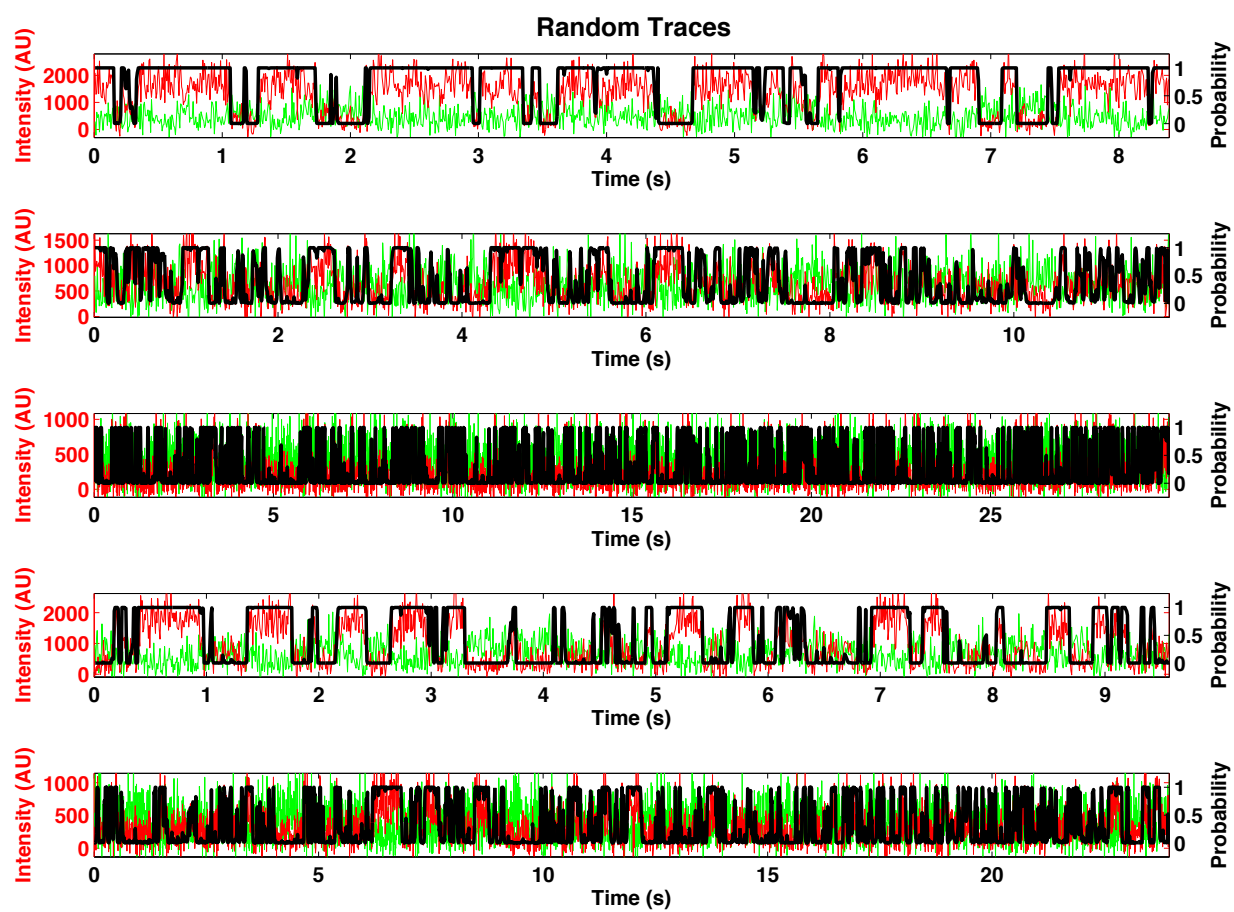 Random Traces
Intensity (AU)
2000
1000
0
1
0.5
0
Probability
0 1 2 3 4 5 6 7 8
Time (s)
Intensity (AU)
1500
1000
500
0
1
0.5
0
Probability
0 2 4 6 8 10
Time (s)
Intensity (AU)
1000
500
0
1
0.5
0
Probability
0 5 10 15 20 25
Time (s)
Intensity (AU)
2000
1000
0
1
0.5
0
Probability
0 1 2 3 4 5 6 7 8 9
Time (s)
Intensity (AU)
1000
500
0
1
0.5
0
Probability
0 5 10 15 20
Time (s)